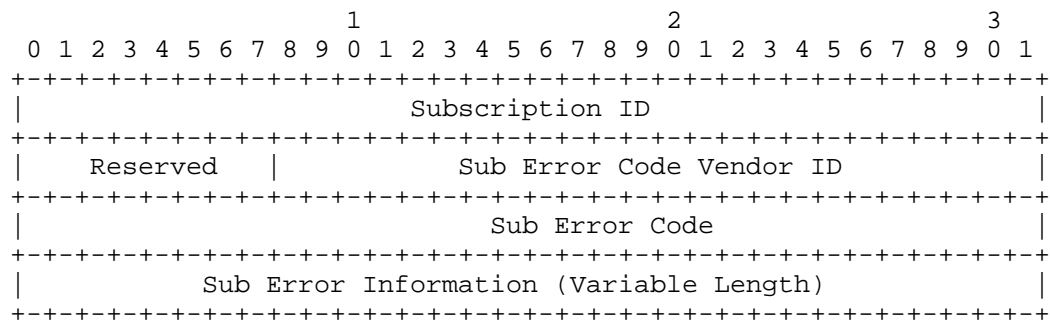 1                   2                   3
 0 1 2 3 4 5 6 7 8 9 0 1 2 3 4 5 6 7 8 9 0 1 2 3 4 5 6 7 8 9 0 1
+-+-+-+-+-+-+-+-+-+-+-+-+-+-+-+-+-+-+-+-+-+-+-+-+-+-+-+-+-+-+-+-+
|                        Subscription ID                        |
+-+-+-+-+-+-+-+-+-+-+-+-+-+-+-+-+-+-+-+-+-+-+-+-+-+-+-+-+-+-+-+-+
|    Reserved   |           Sub Error Code Vendor ID            |
+-+-+-+-+-+-+-+-+-+-+-+-+-+-+-+-+-+-+-+-+-+-+-+-+-+-+-+-+-+-+-+-+
|                             Sub Error Code                    |
+-+-+-+-+-+-+-+-+-+-+-+-+-+-+-+-+-+-+-+-+-+-+-+-+-+-+-+-+-+-+-+-+
|           Sub Error Information (Variable Length)             |
+-+-+-+-+-+-+-+-+-+-+-+-+-+-+-+-+-+-+-+-+-+-+-+-+-+-+-+-+-+-+-+-+